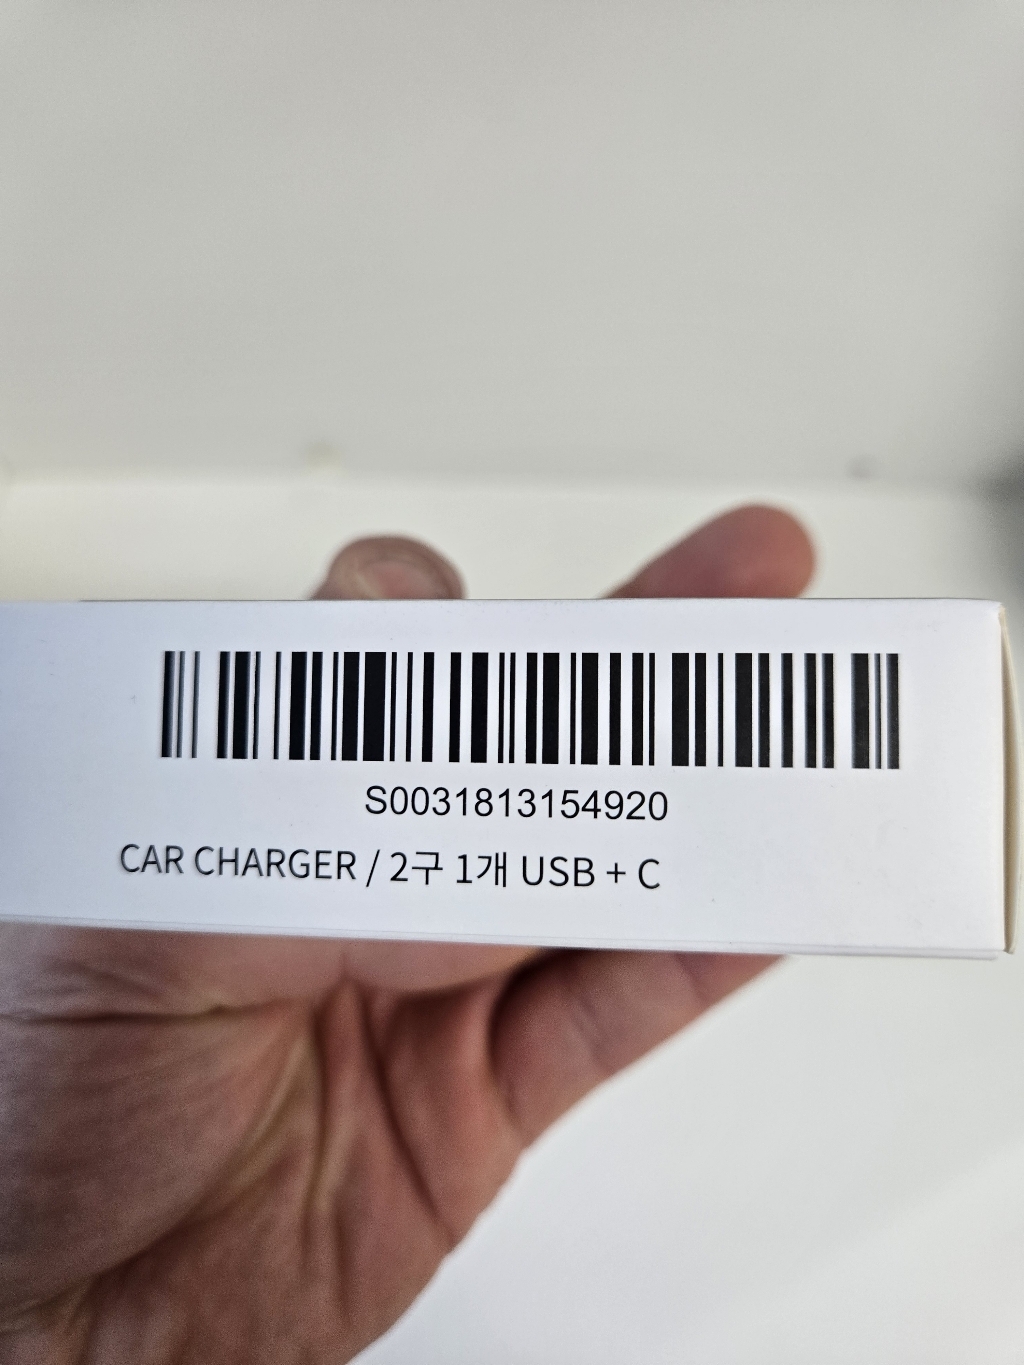 S0031813154920
CAR CHARGER / 2구 1개 USB + C